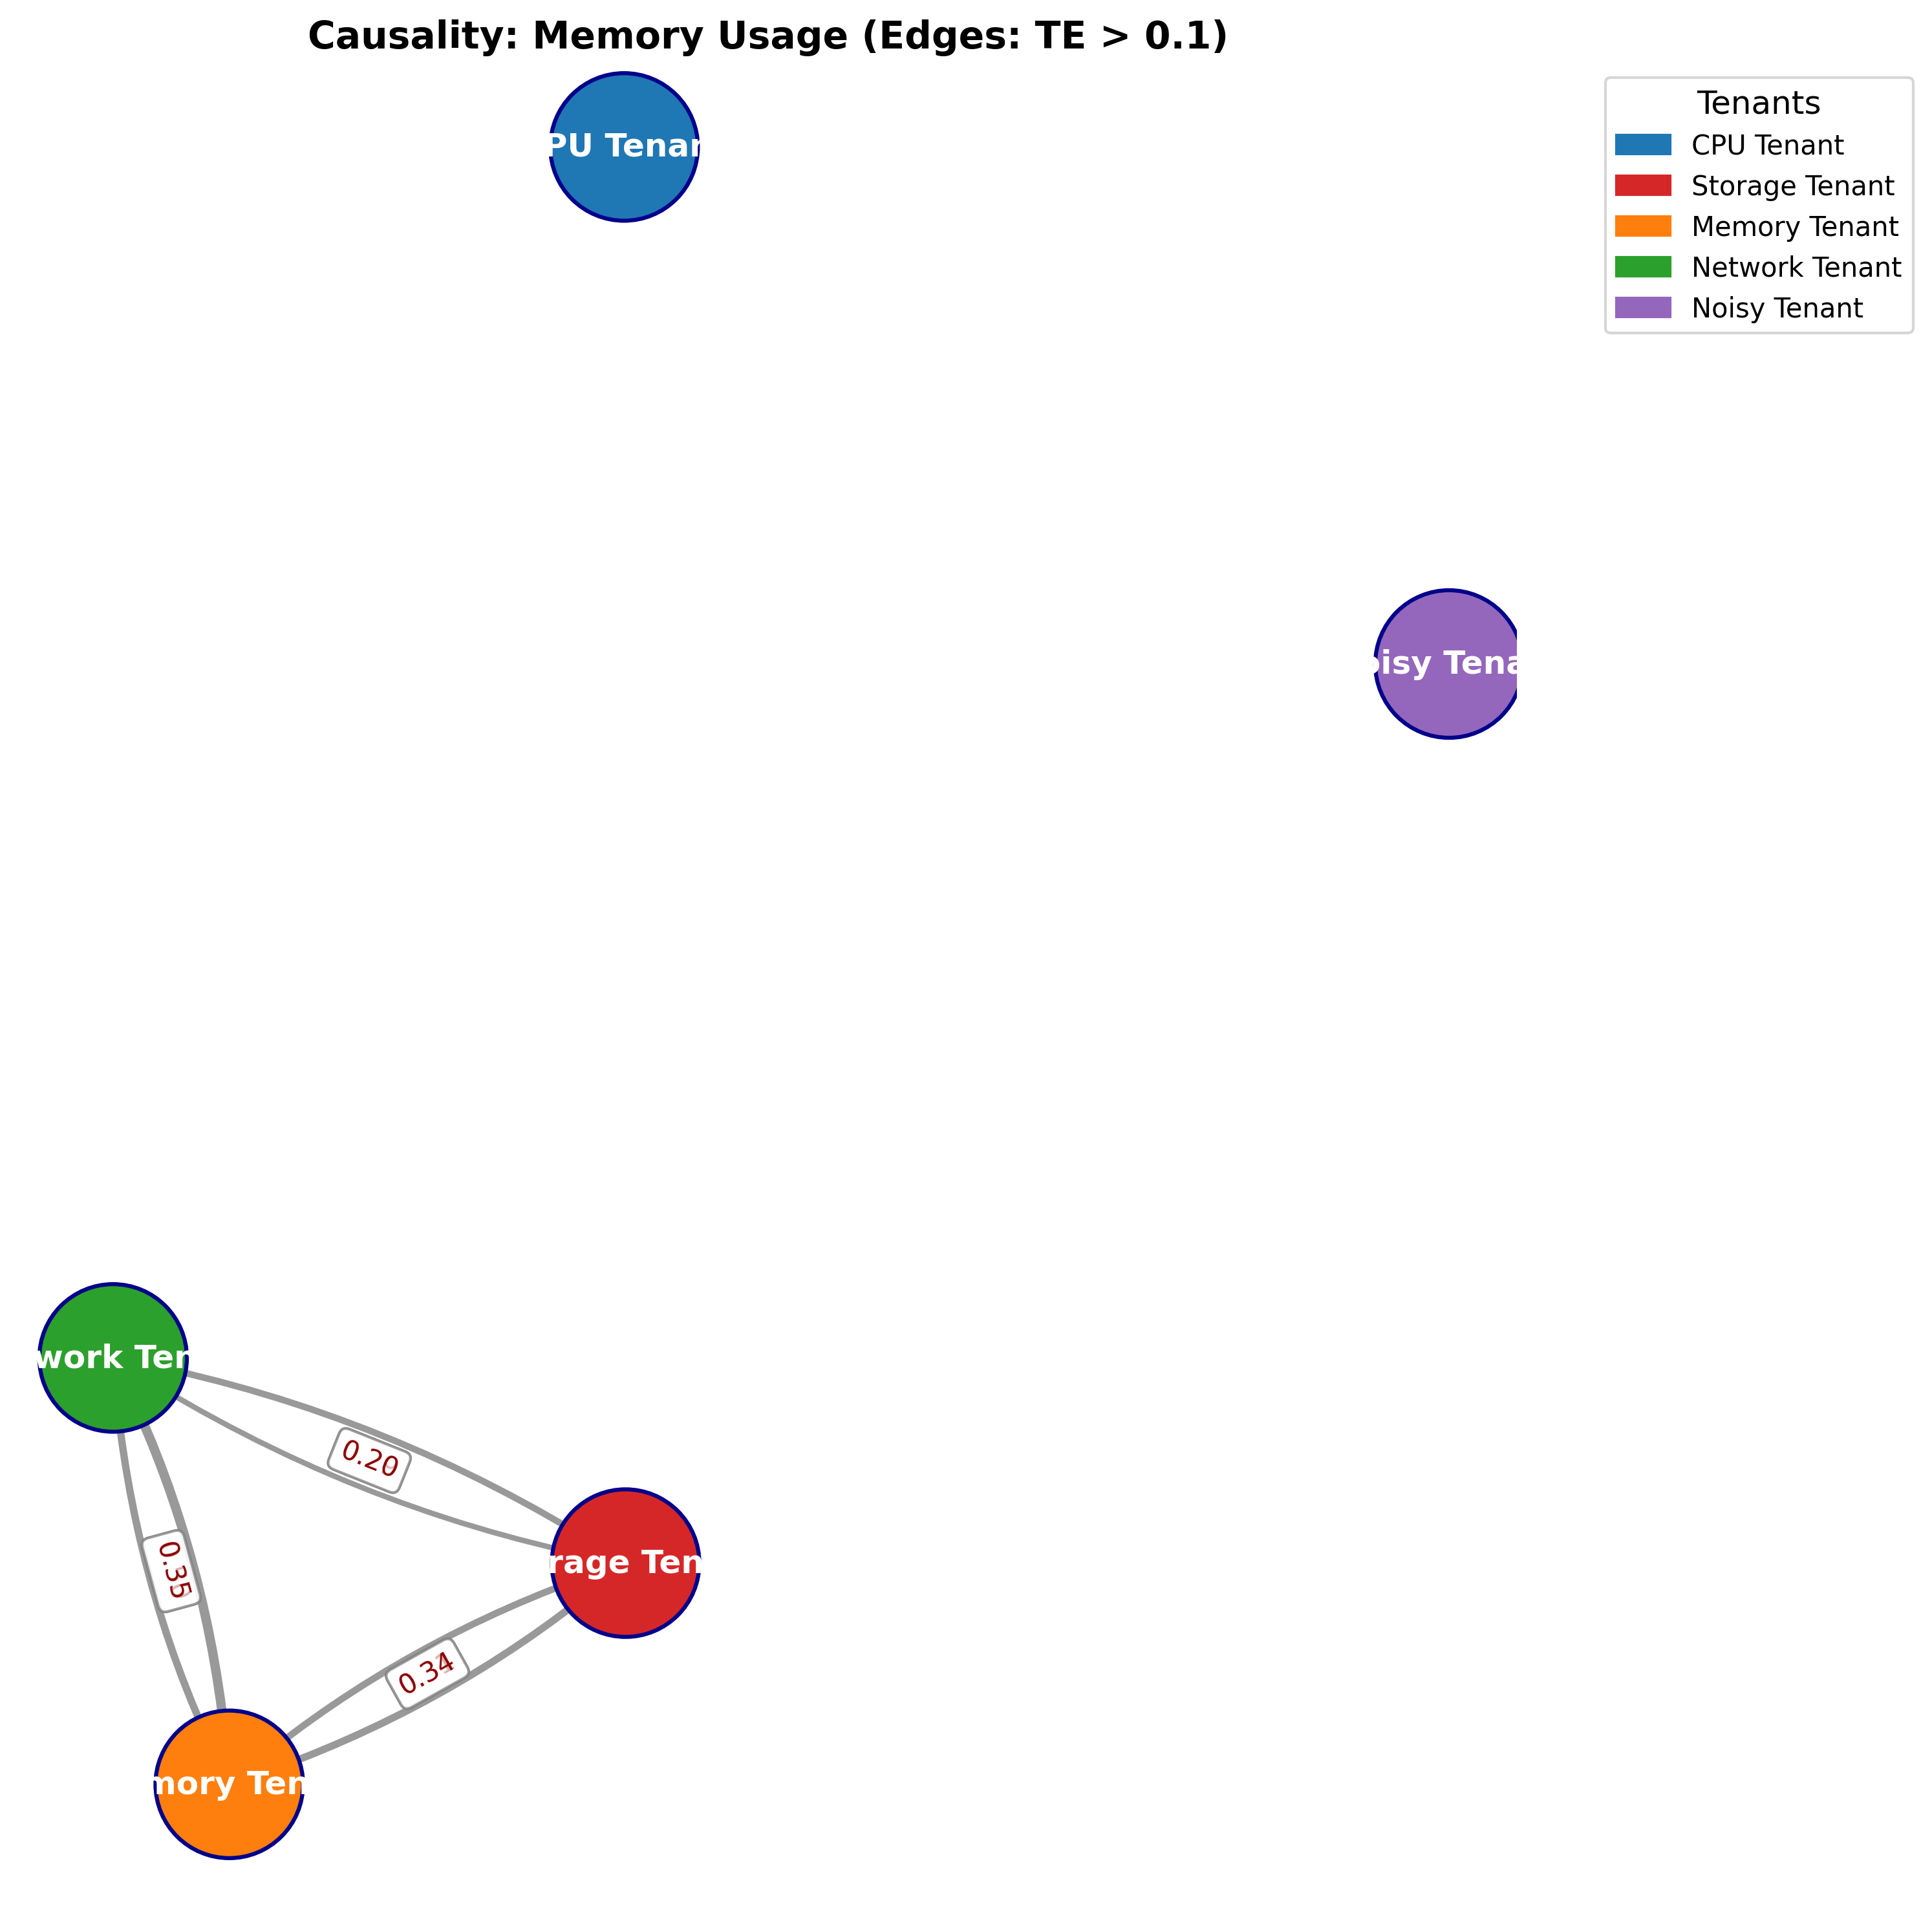 Causality: Memory Usage (Edges: TE > 0.1)
Tenants
CPU Tenant
Storage Tenant
Memory Tenant
Network Tenant
Noisy Tenant
PU Tenan
oisy Tena
work Ten
0.20
rage Ten
0.35
0.34
mory Ten